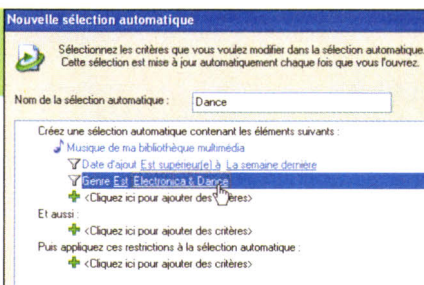 Nouvelle sélection automatique
Sélectionnez les critères que vous voulez modifier dans la sélection automatique.
Cette sélection est mise à jour automatiquement chaque fois que vous l'ouvrez.
Nom de la sélection automatique : Dance
Créez une sélection automatique contenant les éléments suivants :
Musique de ma bibliothèque multimédia
Date d'ajout Est supérieur(e) à La semaine dernière
Genre Est Electronica & Dance
<Cliquez ici pour ajouter des critères>
Et aussi :
<Cliquez ici pour ajouter des critères>
Puis appliquez ces restrictions à la sélection automatique :
<Cliquez ici pour ajouter des critères>